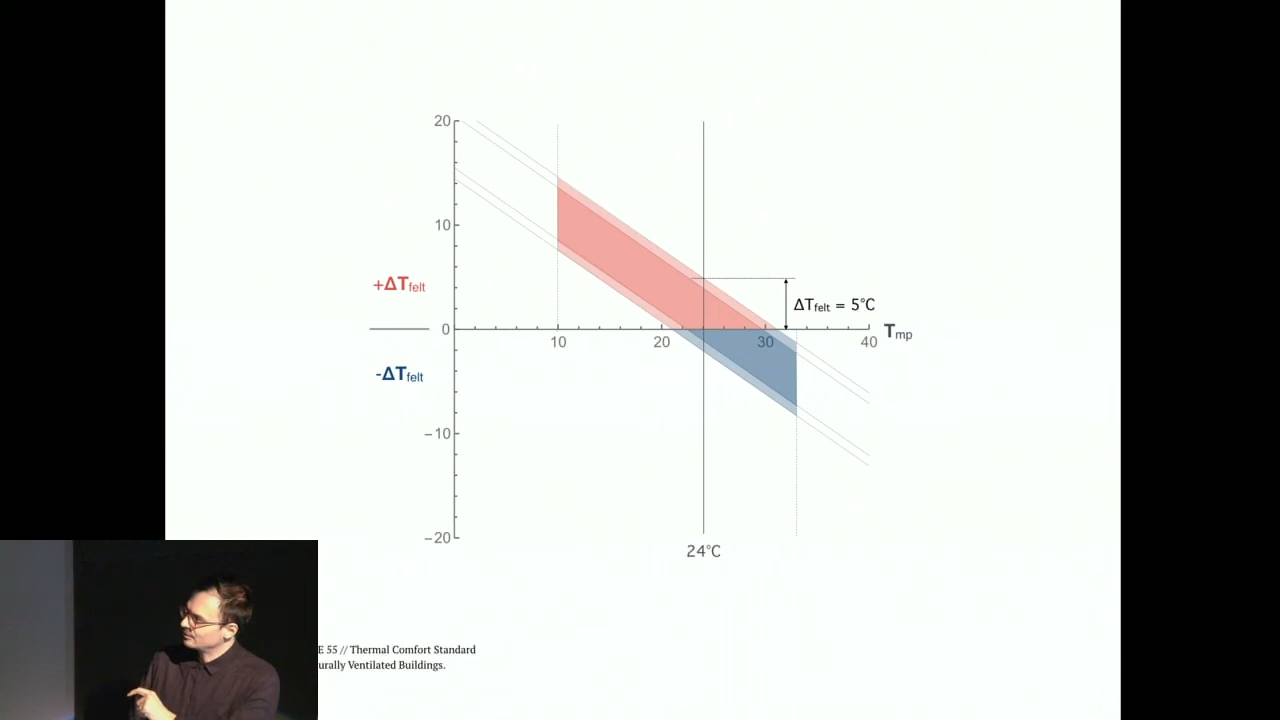 20
10
+ΔTfelt
ΔTfelt = 5°C
0
10
20
30
40
Tmp
-ΔTfelt
−10
−20
24°C
E 55 // Thermal Comfort Standard
urally Ventilated Buildings.